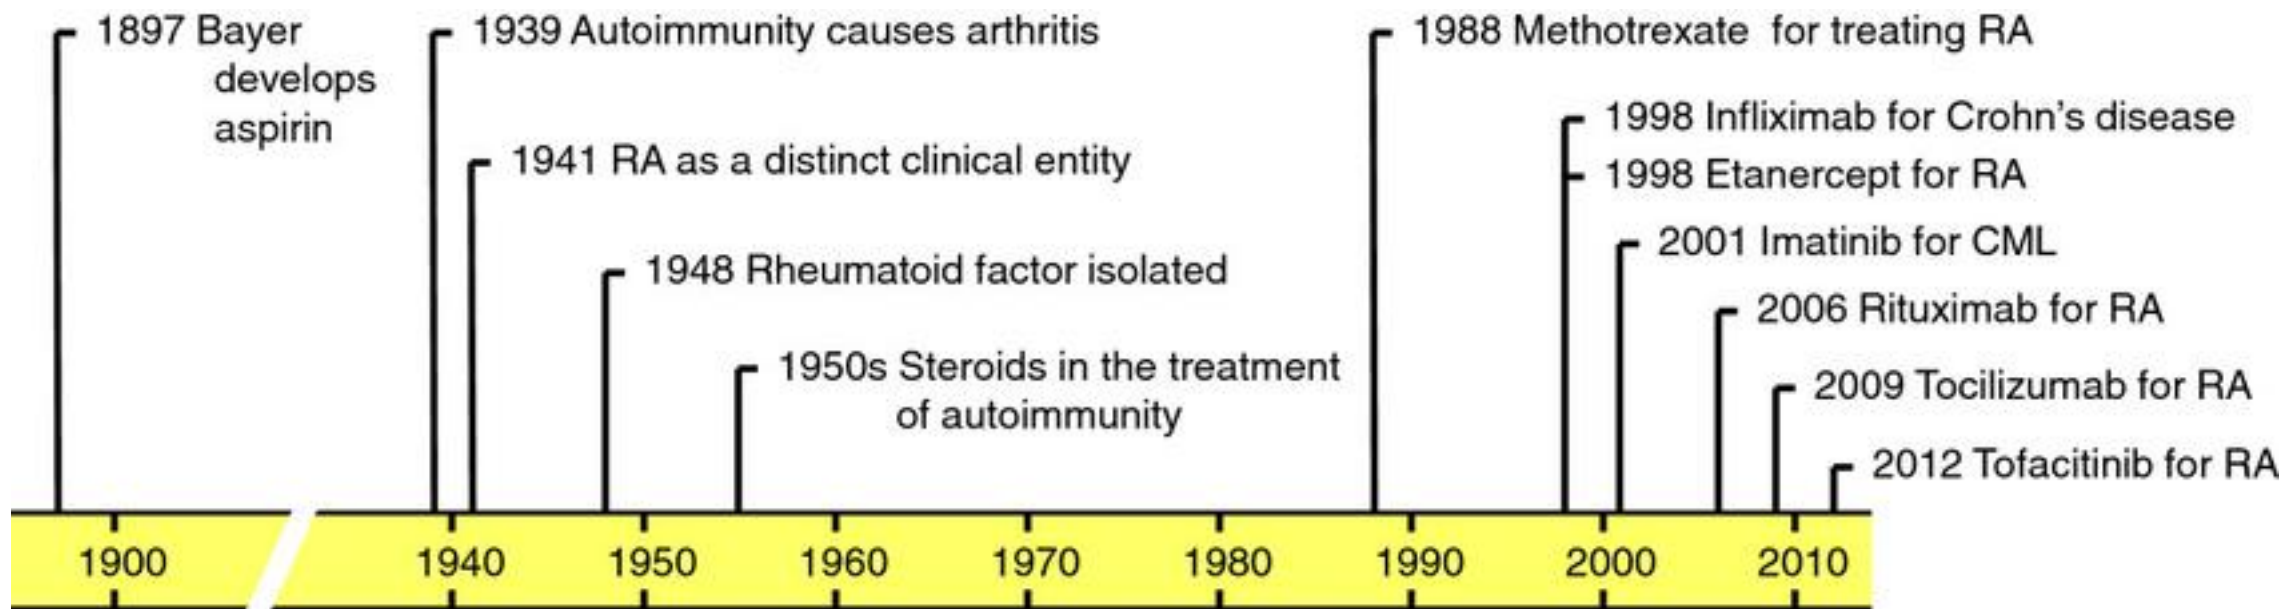 1897 Bayer
develops
aspirin
1939 Autoimmunity causes arthritis
1941 RA as a distinct clinical entity
1948 Rheumatoid factor isolated
1950s Steroids in the treatment
of autoimmunity
1988 Methotrexate for treating RA
1998 Infliximab for Crohn's disease
1998 Etanercept for RA
2001 Imatinib for CML
2006 Rituximab for RA
2009 Tocilizumab for RA
2012 Tofacitinib for RA
1900 1940 1950 1960 1970 1980 1990 2000 2010